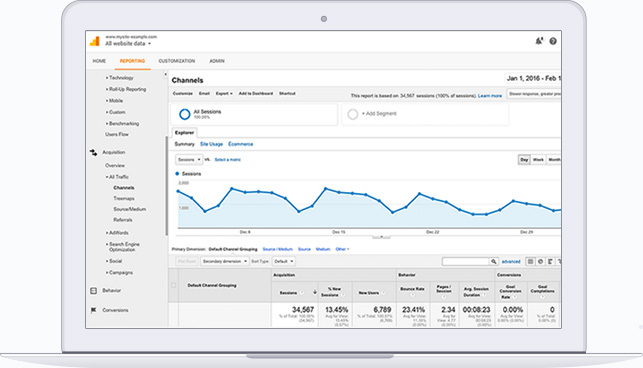 www.mysite-example.com
All website data
HOME
REPORTING
CUSTOMIZATION
ADMIN
Technology
Roll-Up Reporting
Mobile
Custom
Benchmarking
Users Flow
Acquisition
Overview
All Traffic
Channels
Treemaps
Source/Medium
Referrals
AdWords
Search Engine
Optimization
Social
Campaigns
Behavior
Conversions
Channels
Jan 1, 2016 - Feb 1
Customize Email Export Add to Dashboard Shortcut
This report is based on 34,567 sessions (100% of sessions). Learn more
Slower response, greater prec
All Sessions
100.00%
+ Add Segment
Explorer
Summary Site Usage Ecommerce
Sessions vs. Select a metric
Day Week Month
Sessions
2,000
1,000
Dec 8 Dec 15 Dec 22 Dec 29
Primary Dimension: Default Channel Grouping Source / Medium Source Medium Other
Secondary dimension Sort Type: Default
advanced
Default Channel Grouping
Acquisition Behavior Conversions
Sessions
% New
Sessions
New Users
Bounce Rate
Pages /
Session
Avg. Session
Duration
Goal
Conversion
Rate
Goal
Completions
34,567 13.45% 6,789 23.41% 2.34 00:08:23 0.00% 0